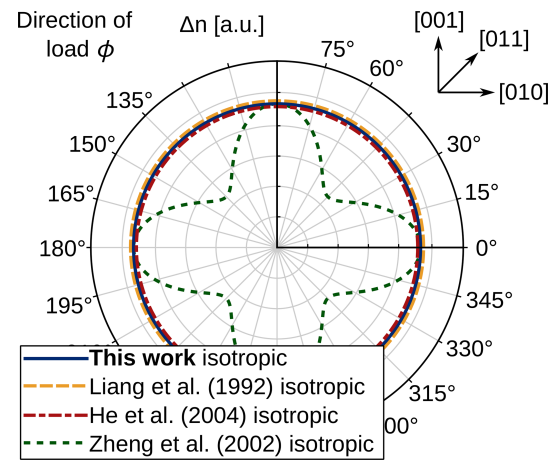 Direction of
load ϕ
Δn [a.u.]
[001]
[011]
[010]
75°
60°
135°
150°
30°
165°
15°
180°
0°
195°
345°
330°
315°
00°
This work isotropic
Liang et al. (1992) isotropic
He et al. (2004) isotropic
Zheng et al. (2002) isotropic